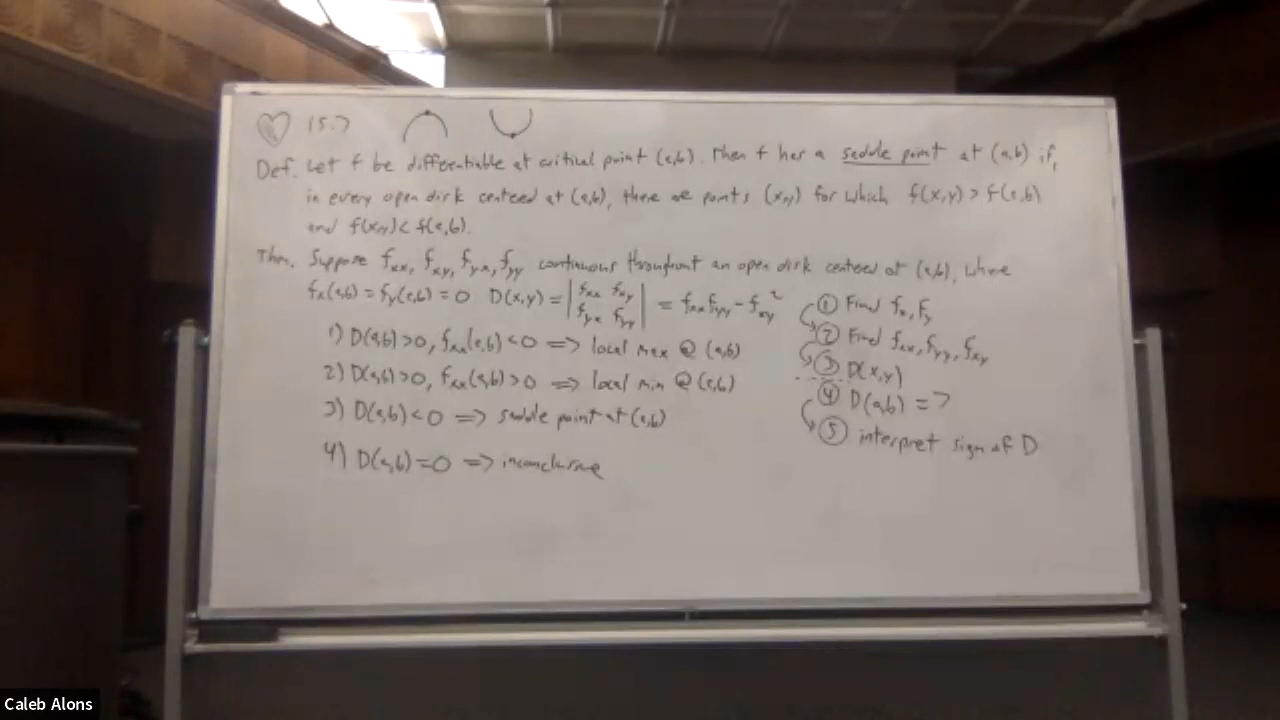 ♡ 15.7
Def. Let f be differentiable at critical point (a,b). Then f has a saddle point at (a,b) if,
in every open disk centered at (a,b), there are points (x,y) for which f(x,y) > f(a,b)
and f(x,y) < f(a,b).
Thm. Suppose fxx, fxy, fyx, fyy continuous throughout an open disk centered at (a,b), where
fx(a,b) = fy(a,b) = 0 D(x,y) = |fxx fxy fyx fyy| = fxx fyy - fxy²
1) D(a,b) > 0, fxx(a,b) < 0 => local max @ (a,b)
2) D(a,b) > 0, fxx(a,b) > 0 => local min @ (a,b)
3) D(a,b) < 0 => saddle point at (a,b)
4) D(a,b) = 0 => inconclusive
① Find fx, fy
② Find fxx, fyy, fxy
③ D(x,y)
④ D(a,b) = ?
⑤ interpret sign of D
Caleb Alons